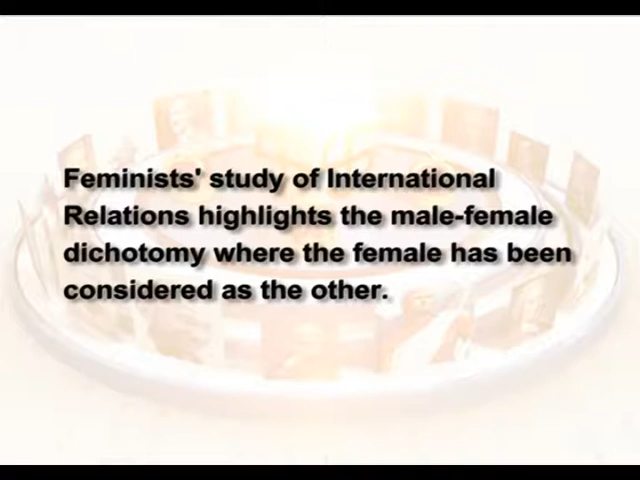 Feminists' study of International
Relations highlights the male-female
dichotomy where the female has been
considered as the other.